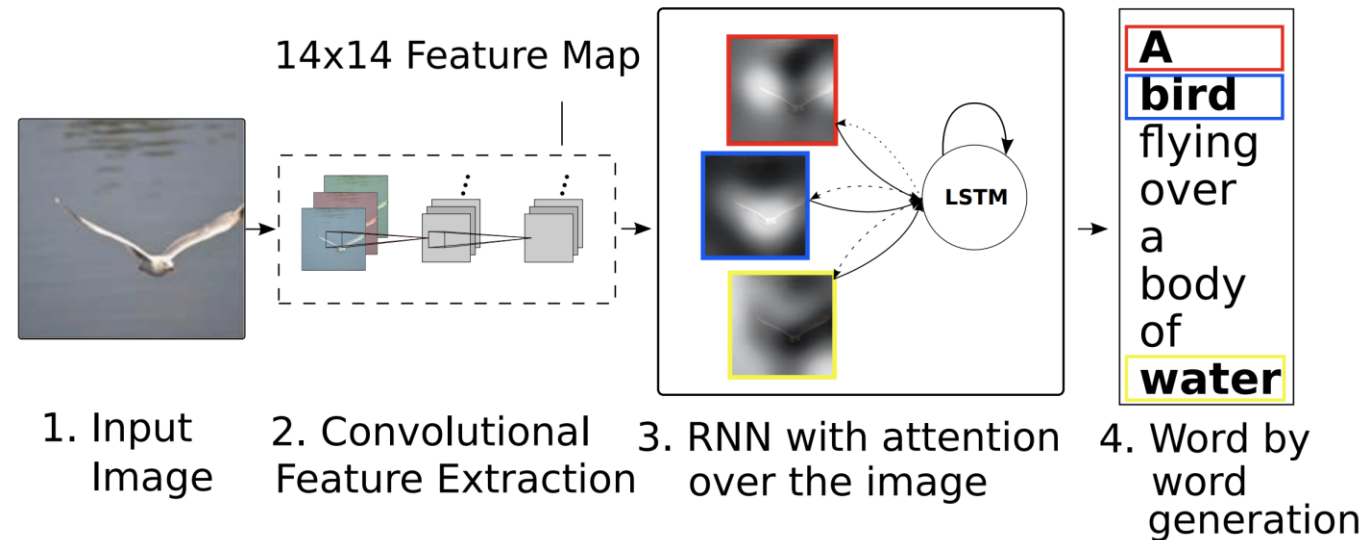 14x14 Feature Map
LSTM
A
bird
flying
over
a
body
of
water
1. Input
Image
2. Convolutional
Feature Extraction
3. RNN with attention
over the image
4. Word by
word
generation